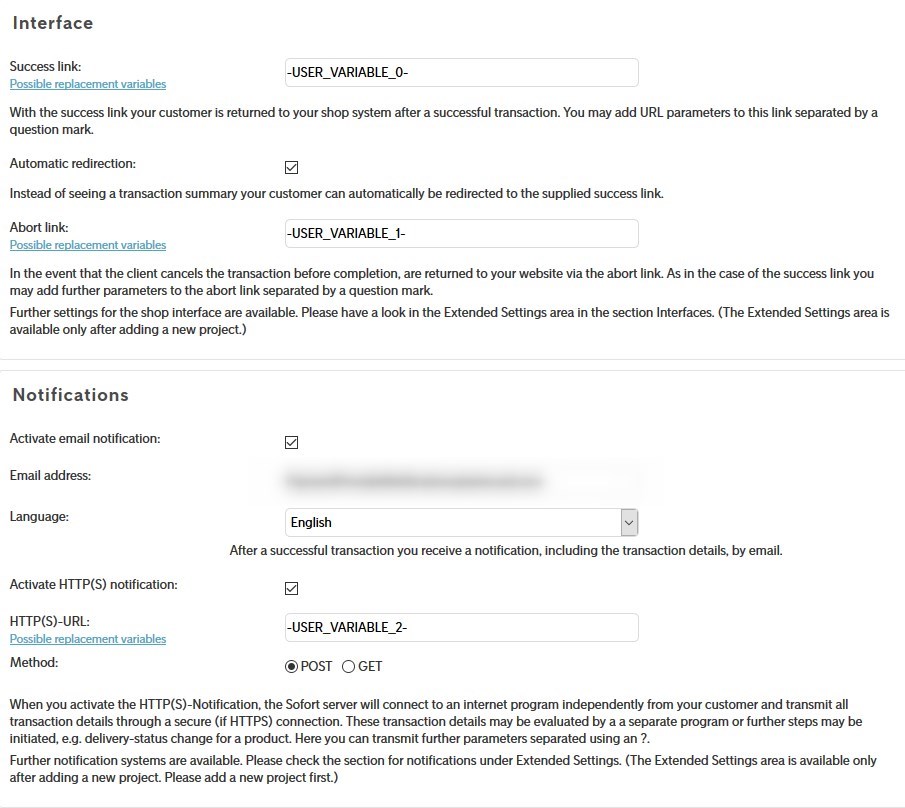 Interface
Success link:
-USER_VARIABLE_0-
Possible replacement variables
With the success link your customer is returned to your shop system after a successful transaction. You may add URL parameters to this link separated by a
question mark.
Automatic redirection:
Instead of seeing a transaction summary your customer can automatically be redirected to the supplied success link.
Abort link:
-USER_VARIABLE_1-
Possible replacement variables
In the event that the client cancels the transaction before completion, are returned to your website via the abort link. As in the case of the success link you
may add further parameters to the abort link separated by a question mark.
Further settings for the shop interface are available. Please have a look in the Extended Settings area in the section Interfaces. (The Extended Settings area is
available only after adding a new project.)
Notifications
Activate email notification:
Email address:
Language:
English
After a successful transaction you receive a notification, including the transaction details, by email.
Activate HTTP(S) notification:
HTTP(S)-URL:
-USER_VARIABLE_2-
Possible replacement variables
Method:
POST GET
When you activate the HTTP(S)-Notification, the Sofort server will connect to an internet program independently from your customer and transmit all
transaction details through a secure (if HTTPS) connection. These transaction details may be evaluated by a a separate program or further steps may be
initiated, e.g. delivery-status change for a product. Here you can transmit further parameters separated using an ?.
Further notification systems are available. Please check the section for notifications under Extended Settings. (The Extended Settings area is available only
after adding a new project. Please add a new project first.)